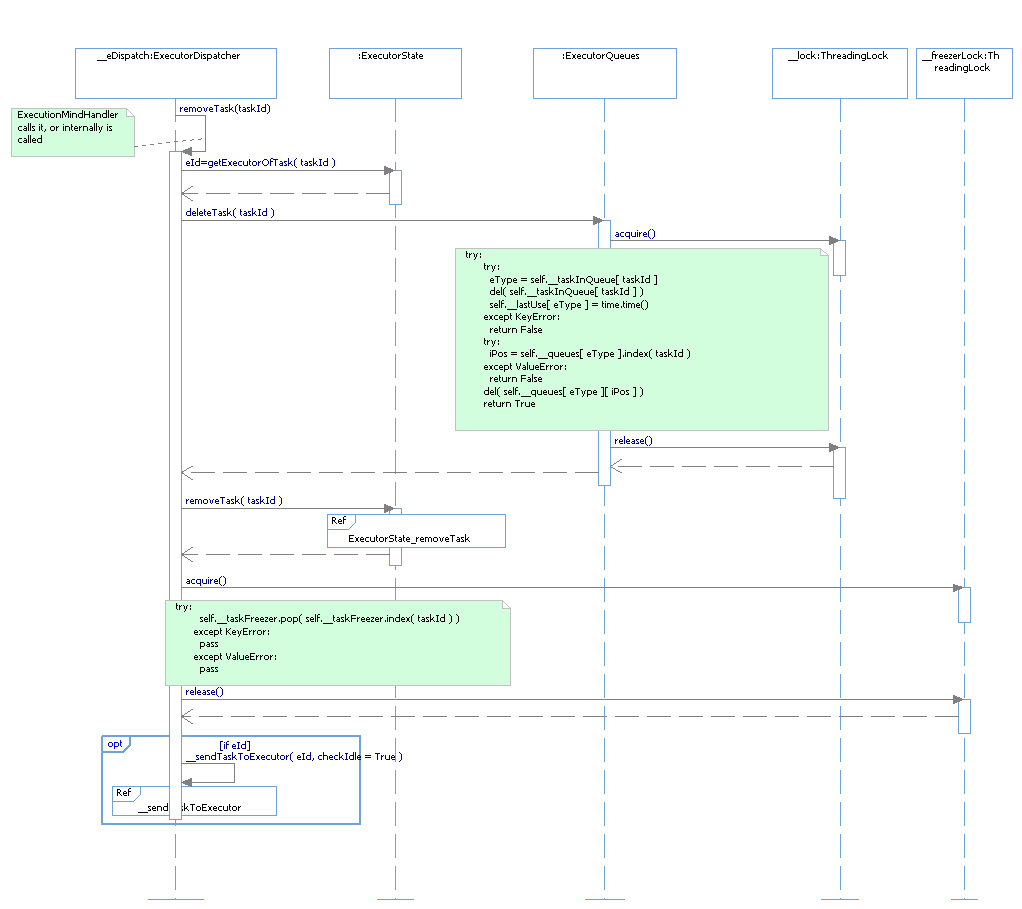 __eDispatch:ExecutorDispatcher
:ExecutorState
:ExecutorQueues
__lock:ThreadingLock
__freezerLock:Th
readingLock
removeTask(taskId)
ExecutionMindHandler
calls it, or internally is
called
eId=getExecutorOfTask( taskId )
deleteTask( taskId )
acquire()
try:
try:
eType = self.__taskInQueue[ taskId ]
del( self.__taskInQueue[ taskId ] )
self.__lastUse[ eType ] = time.time()
except KeyError:
return False
try:
iPos = self.__queues[ eType ].index( taskId )
except ValueError:
return False
del( self.__queues[ eType ][ iPos ] )
return True
release()
removeTask( taskId )
Ref
ExecutorState_removeTask
acquire()
try:
self.__taskFreezer.pop( self.__taskFreezer.index( taskId ) )
except KeyError:
pass
except ValueError:
pass
release()
opt
[if eId]
__sendTaskToExecutor( eId, checkIdle = True )
Ref
__sendTaskToExecutor